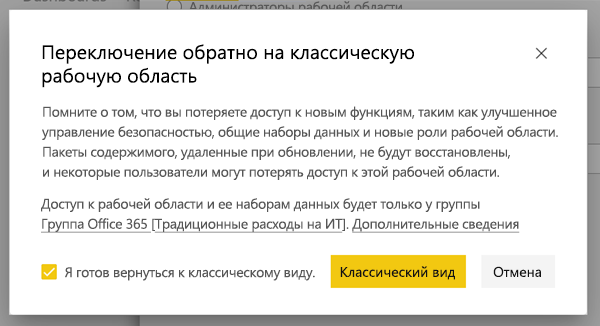 Администраторы рабочей области
Переключение обратно на классическую
рабочую область
Помните о том, что вы потеряете доступ к новым функциям, таким как улучшенное
управление безопасностью, общие наборы данных и новые роли рабочей области.
Пакеты содержимого, удаленные при обновлении, не будут восстановлены,
и некоторые пользователи могут потерять доступ к этой рабочей области.
Доступ к рабочей области и ее наборам данных будет только у группы
Группа Office 365 [Традиционные расходы на ИТ]. Дополнительные сведения
Я готов вернуться к классическому виду.
Классический вид
Отмена